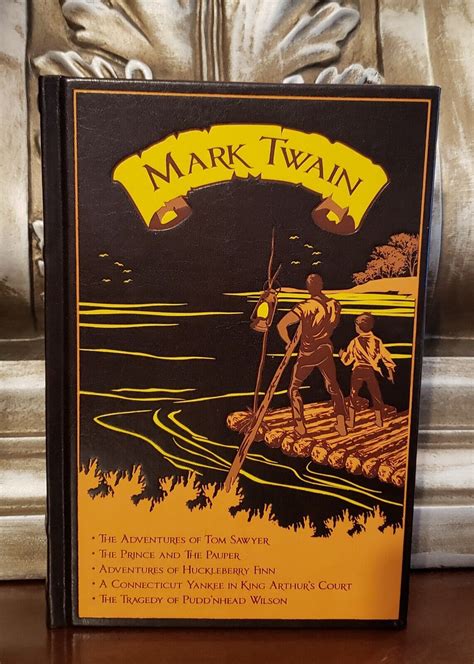 MARK TWAIN
• THE ADVENTURES OF TOM SAWYER
• THE PRINCE AND THE PAUPER
• ADVENTURES OF HUCKLEBERRY FINN
• A CONNECTICUT YANKEE IN KING ARTHUR'S COURT
• THE TRAGEDY OF PUDD'NHEAD WILSON